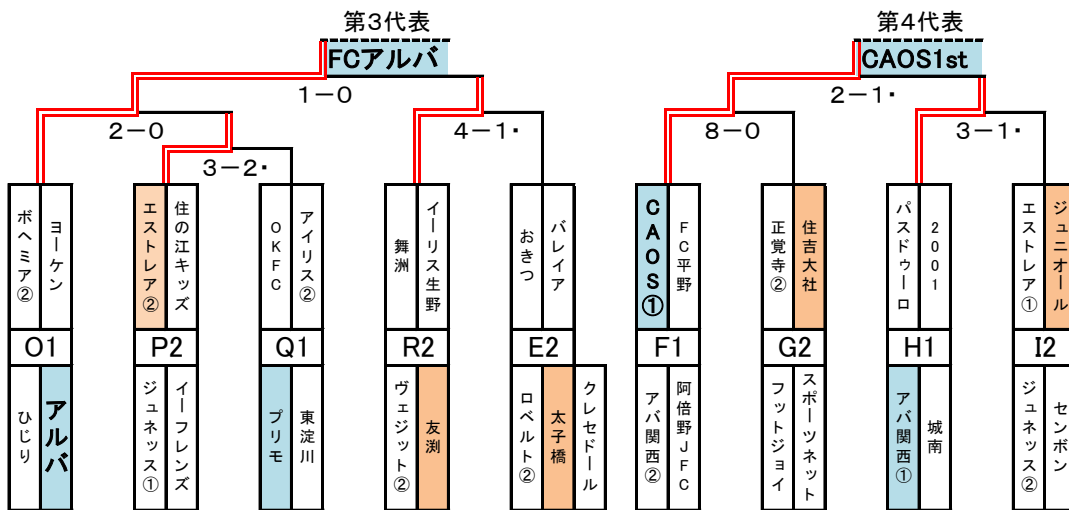 第3代表
第4代表
FCアルバ
CAOS1st
1-0
2-1・
2-0
4-1・
8-0
3-1・
3-2・
ボヘミア②
ヨーケン
エストレア②
住の江キッズ
OKFC
アイリス②
舞洲
イーリス生野
おきつ
バレイア
CAOS①
FC平野
正覚寺②
住吉大社
パスドゥーロ
2001
エストレア①
ジュニオール
O1
P2
Q1
R2
E2
F1
G2
H1
I2
ひじり
アルバ
ジュネッス①
イーフレンズ
プリモ
東淀川
ヴェジット②
友渕
ロベルト②
太子橋
クレセドール
アバ関西②
阿倍野JFC
フットジョイ
スポーツネット
アバ関西①
城南
ジュネッス②
センボン